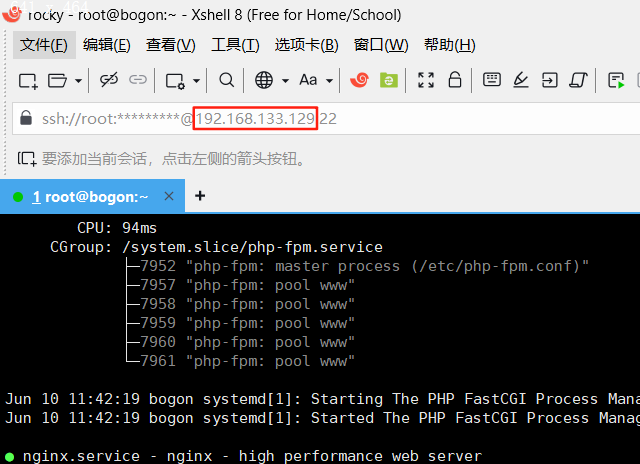 rocky - root@bogon:~ - Xshell 8 (Free for Home/School)
文件(F) 编辑(E) 查看(V) 工具(T) 选项卡(B) 窗口(W) 帮助(H)
Aa
ssh://root:*********@192.168.133.129:22
要添加当前会话，点击左侧的箭头按钮。
1 root@bogon:~ × +
CPU: 94ms
CGroup: /system.slice/php-fpm.service
├─7952 "php-fpm: master process (/etc/php-fpm.conf)"
├─7957 "php-fpm: pool www"
├─7958 "php-fpm: pool www"
├─7959 "php-fpm: pool www"
├─7960 "php-fpm: pool www"
└─7961 "php-fpm: pool www"
Jun 10 11:42:19 bogon systemd[1]: Starting The PHP FastCGI Process Mana
Jun 10 11:42:19 bogon systemd[1]: Started The PHP FastCGI Process Manag
● nginx.service - nginx - high performance web server